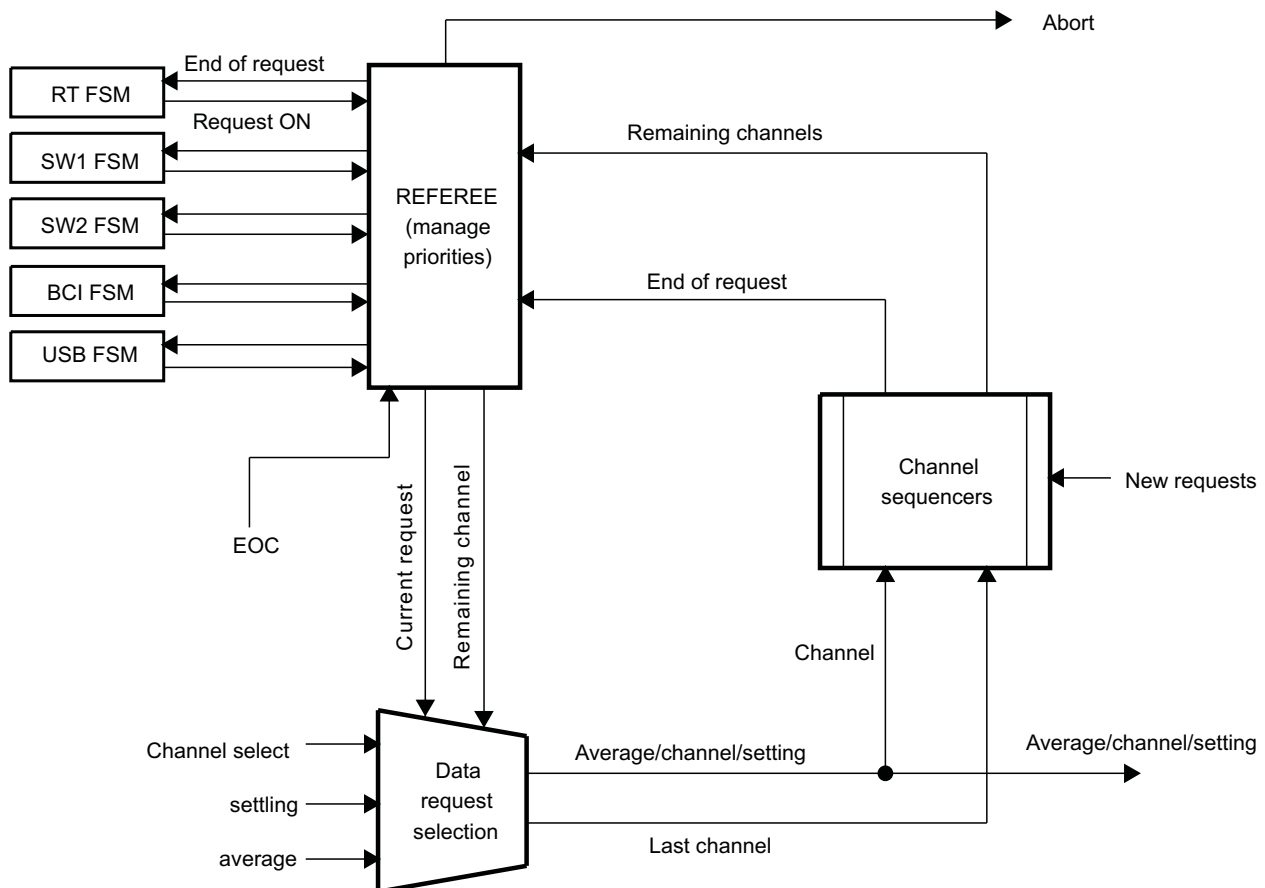 Abort
End of request
RT FSM
Request ON
SW1 FSM
SW2 FSM
BCI FSM
USB FSM
REFEREE
(manage
priorities)
Remaining channels
End of request
Channel
sequencers
New requests
EOC
Current request
Remaining channel
Channel
Channel select
settling
average
Data
request
selection
Average/channel/setting
Average/channel/setting
Last channel